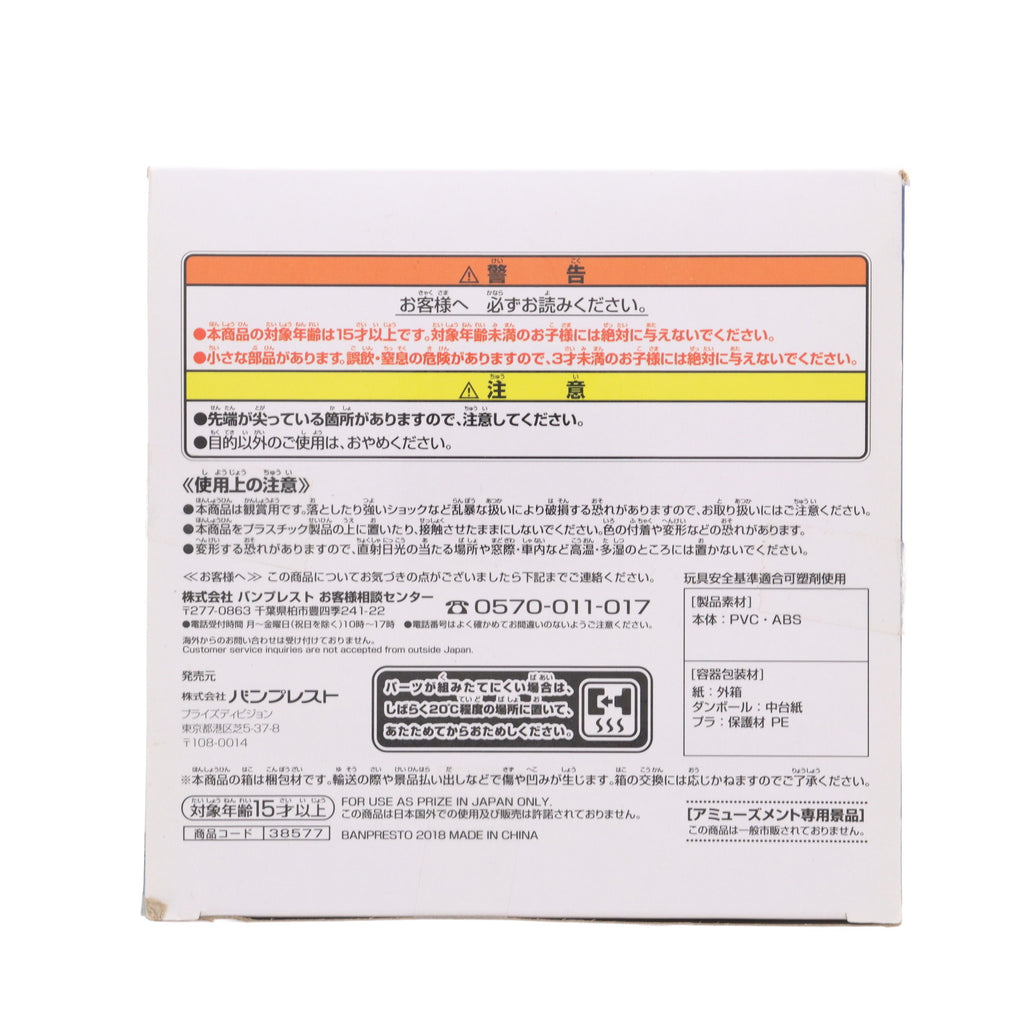 ⚠警 告
お客様へ 必ずお読みください。
●本商品の対象年齢は15才以上です。対象年齢未満のお子様には絶対に与えないでください。
●小さな部品があります。誤飲・窒息の危険がありますので、3才未満のお子様には絶対に与えないでください。
⚠注 意
●先端が尖っている箇所がありますので、注意してください。
●目的以外のご使用は、おやめください。
《使用上の注意》
●本商品は観賞用です。落としたり強いショックなど乱暴な扱いにより破損する恐れがありますので、お取り扱いにはご注意ください。
●本商品をプラスチック製品の上に置いたり、接触させたままにしないでください。色の付着や変形などの恐れがあります。
●変形する恐れがありますので、直射日光の当たる場所や窓際・車内など高温・多湿のところには置かないでください。
≪お客様へ≫ この商品についてお気づきの点がございましたら下記までご連絡ください。
株式会社 バンプレスト お客様相談センター
〒277-0863 千葉県柏市豊四季241-22
☎0570-011-017
●電話受付時間 月〜金曜日(祝日を除く)10時〜17時 ●電話番号はよく確かめてお間違いのないようご注意ください。
海外からのお問い合わせは受け付けておりません。
Customer service inquiries are not accepted from outside Japan.
発売元
株式会社 バンプレスト
プライズディビジョン
東京都港区芝5-37-8
〒108-0014
パーツが組みたてにくい場合は、
しばらく20℃程度の場所に置いて、
あたためてからおためしください。
玩具安全基準適合可塑剤使用
[製品素材]
本体：PVC・ABS
[容器包装材]
紙：外箱
ダンボール：中台紙
プラ：保護材 PE
※本商品の箱は梱包材です。輸送の際や景品払い出しなどで傷や凹みが生じます。箱の交換には応じかねますのでご了承ください。
対象年齢15才以上
商品コード 38577
FOR USE AS PRIZE IN JAPAN ONLY.
この商品は日本国外での使用及び販売は許諾されておりません。
BANPRESTO 2018 MADE IN CHINA
[アミューズメント専用景品]
この商品は一般市販されておりません。